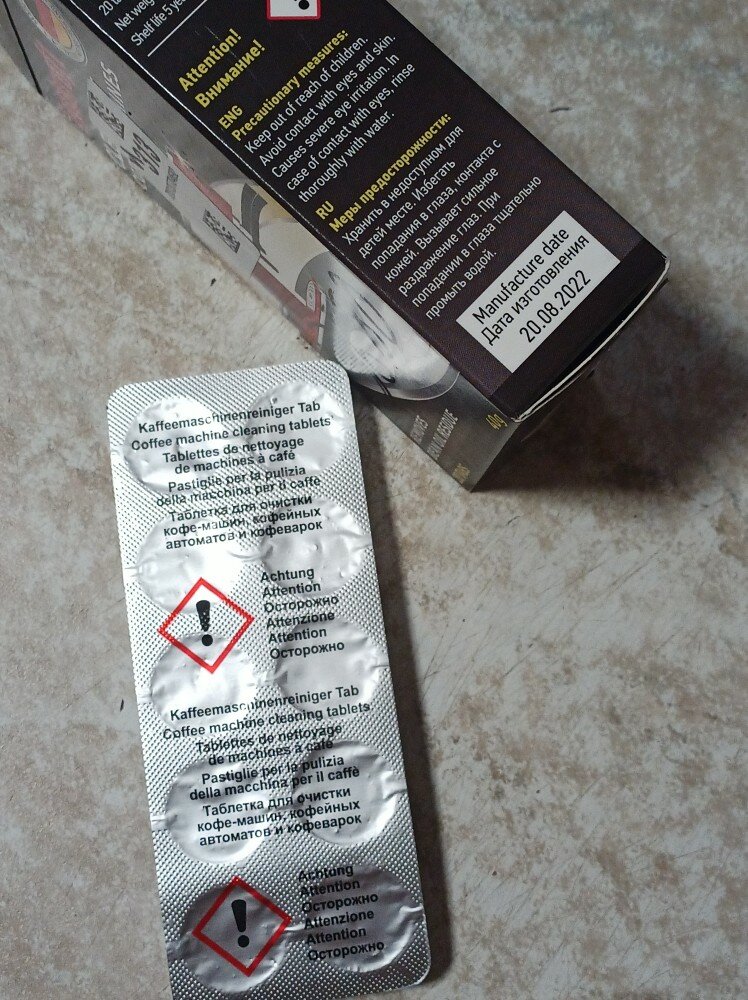 20
Net weig
Shelf life 5 ye
Attention!
Внимание!
ENG
Precautionary measures:
Keep out of reach of children.
Avoid contact with eyes and skin.
Causes severe eye irritation. In
case of contact with eyes, rinse
thoroughly with water.
RU
Меры предосторожности:
Хранить в недоступном для
детей месте. Избегать
попадания в глаза, контакта с
кожей. Вызывает сильное
раздражение глаз. При
попадании в глаза тщательно
промыть водой.
Manufacture date
Дата изготовления
20.08.2022
40g
Kaffeemaschinenreiniger Tab
Coffee machine cleaning tablets
Tablettes de nettoyage
de machines à café
Pastiglie per la pulizia
della macchina per il caffè
Таблетка для очистки
кофе-машин, кофейных
автоматов и кофеварок
Achtung
Attention
Осторожно
Attenzione
Attention
Осторожно
Kaffeemaschinenreiniger Tab
Coffee machine cleaning tablets
Tablettes de nettoyage
de machines à café
Pastiglie per la pulizia
della macchina per il caffè
Таблетка для очистки
кофе-машин, кофейных
автоматов и кофеварок
Achtung
Attention
Осторожно
Attenzione
Attention
Осторожно